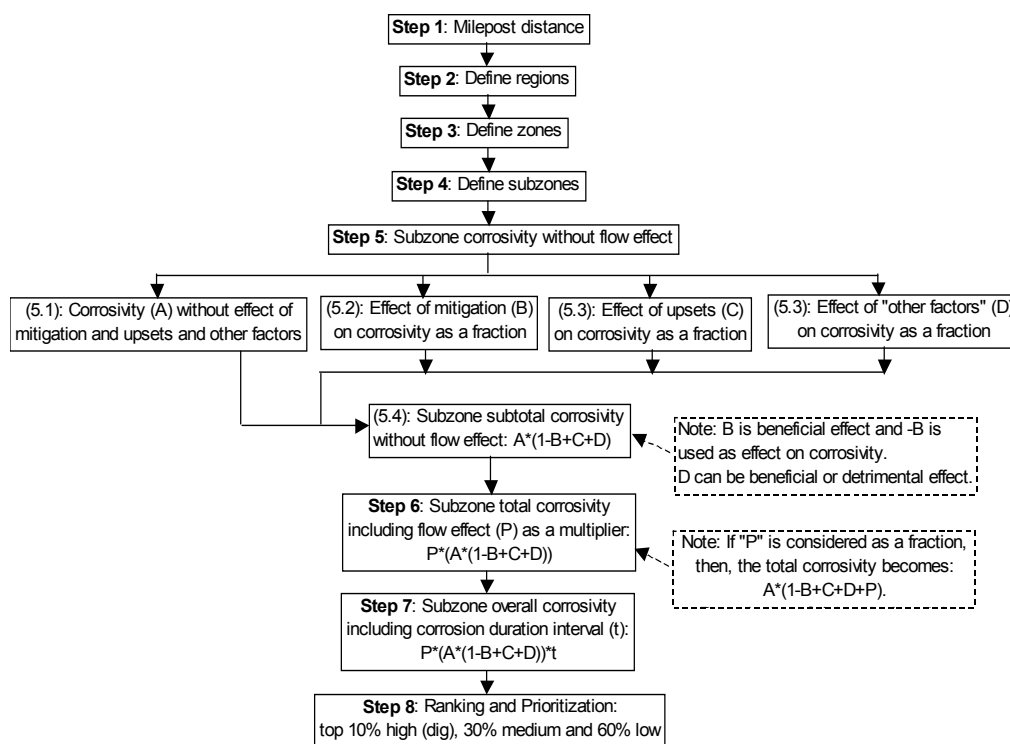 Step 1: Milepost distance
Step 2: Define regions
Step 3: Define zones
Step 4: Define subzones
Step 5: Subzone corrosivity without flow effect
(5.1): Corrosivity (A) without effect of
mitigation and upsets and other factors
(5.2): Effect of mitigation (B)
on corrosivity as a fraction
(5.3): Effect of upsets (C)
on corrosivity as a fraction
(5.3): Effect of "other factors" (D)
on corrosivity as a fraction
(5.4): Subzone subtotal corrosivity
without flow effect: A*(1-B+C+D)
Note: B is beneficial effect and -B is
used as effect on corrosivity.
D can be beneficial or detrimental effect.
Step 6: Subzone total corrosivity
including flow effect (P) as a multiplier:
P*(A*(1-B+C+D))
Note: If "P" is considered as a fraction,
then, the total corrosivity becomes:
A*(1-B+C+D+P).
Step 7: Subzone overall corrosivity
including corrosion duration interval (t):
P*(A*(1-B+C+D))*t
Step 8: Ranking and Prioritization:
top 10% high (dig), 30% medium and 60% low